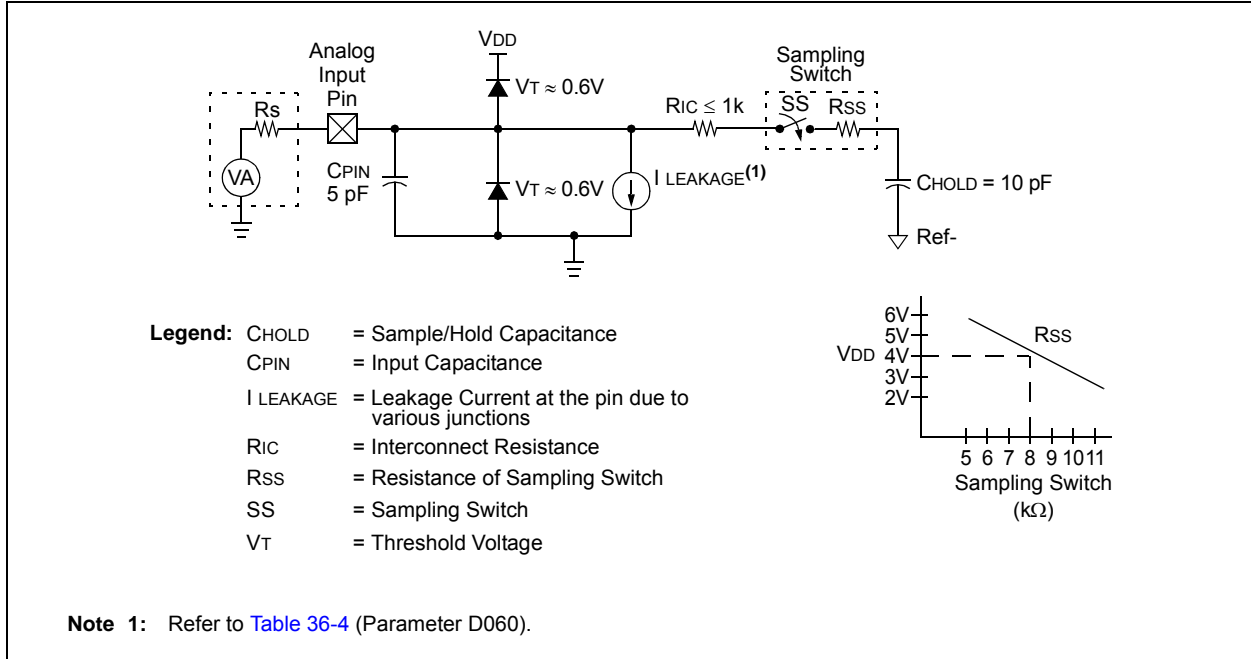 VDD
Analog
Input
Pin
Sampling
Switch
VT ≈ 0.6V
Rs
RIC ≤ 1k
SS
RSS
VA
CPIN
5 pF
VT ≈ 0.6V
I LEAKAGE(1)
CHOLD = 10 pF
Ref-
Legend: CHOLD = Sample/Hold Capacitance
CPIN = Input Capacitance
I LEAKAGE = Leakage Current at the pin due to
various junctions
RIC = Interconnect Resistance
RSS = Resistance of Sampling Switch
SS = Sampling Switch
VT = Threshold Voltage
6V
5V
VDD 4V
3V
2V
RSS
5 6 7 8 9 10 11
Sampling Switch
(kΩ)
Note 1: Refer to Table 36-4 (Parameter D060).